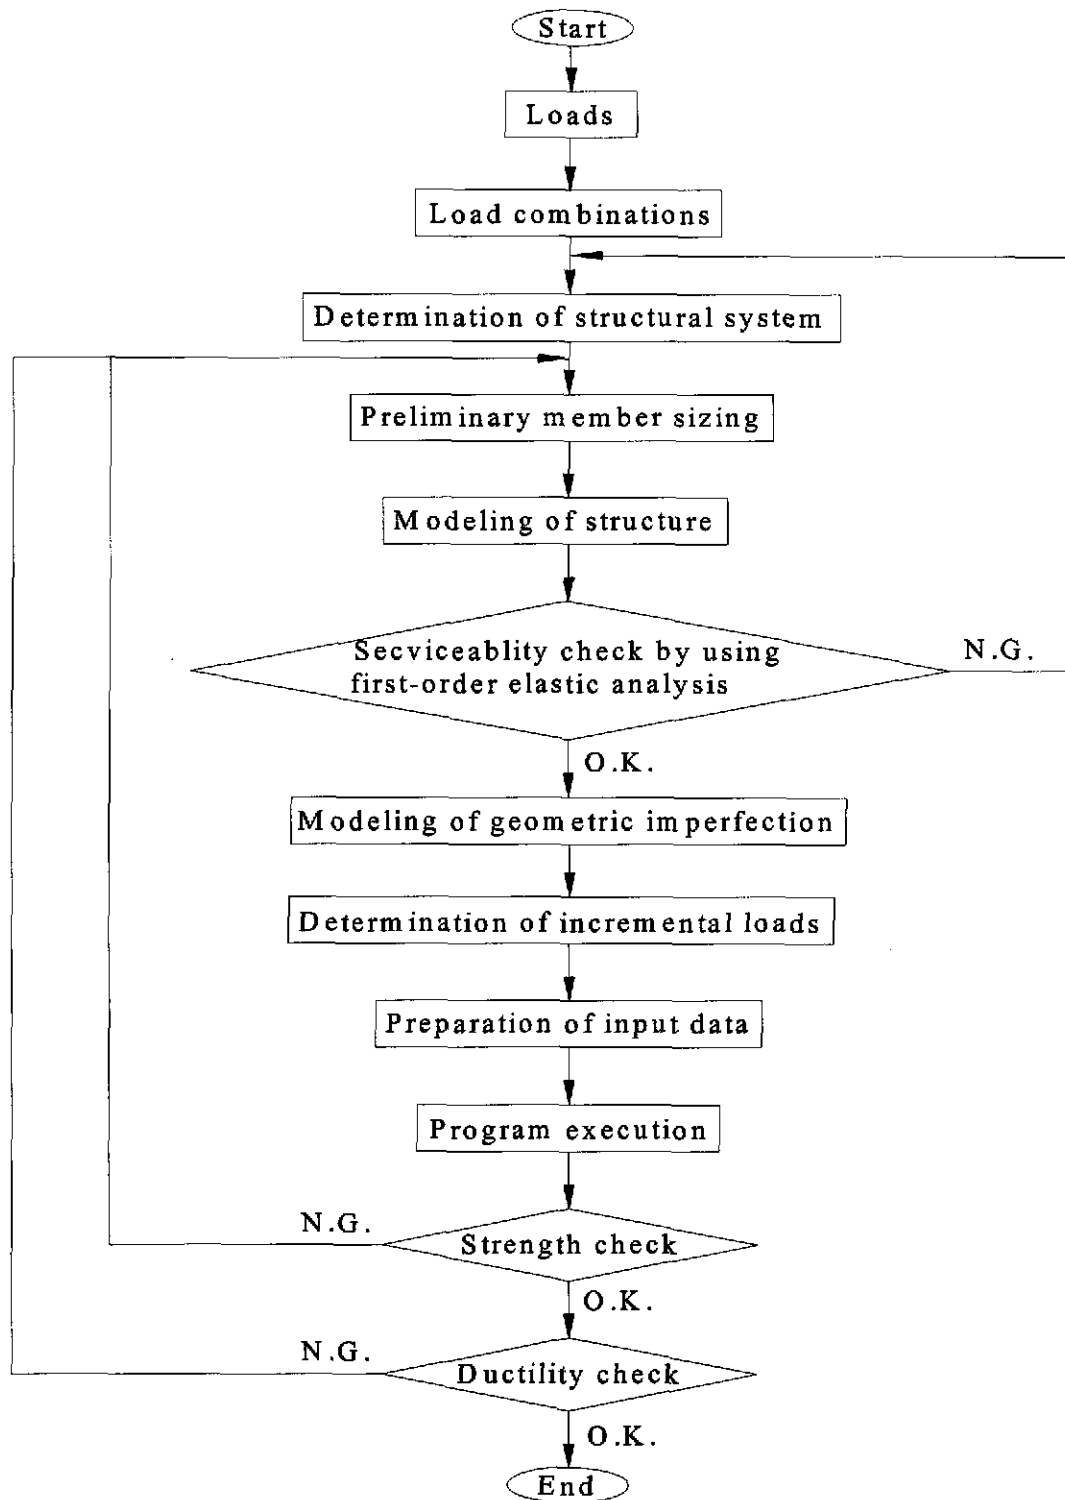 Start
Loads
Load combinations
Determination of structural system
Preliminary member sizing
Modeling of structure
Secviceablity check by using
first-order elastic analysis
N.G.
O.K.
Modeling of geometric imperfection
Determination of incremental loads
Preparation of input data
Program execution
N.G.
Strength check
O.K.
N.G.
Ductility check
O.K.
End